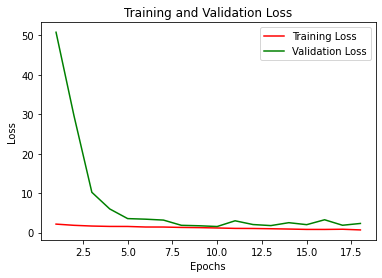 Training and Validation Loss
Training Loss
Validation Loss
Loss
50
40
30
20
10
0
2.5 5.0 7.5 10.0 12.5 15.0 17.5
Epochs